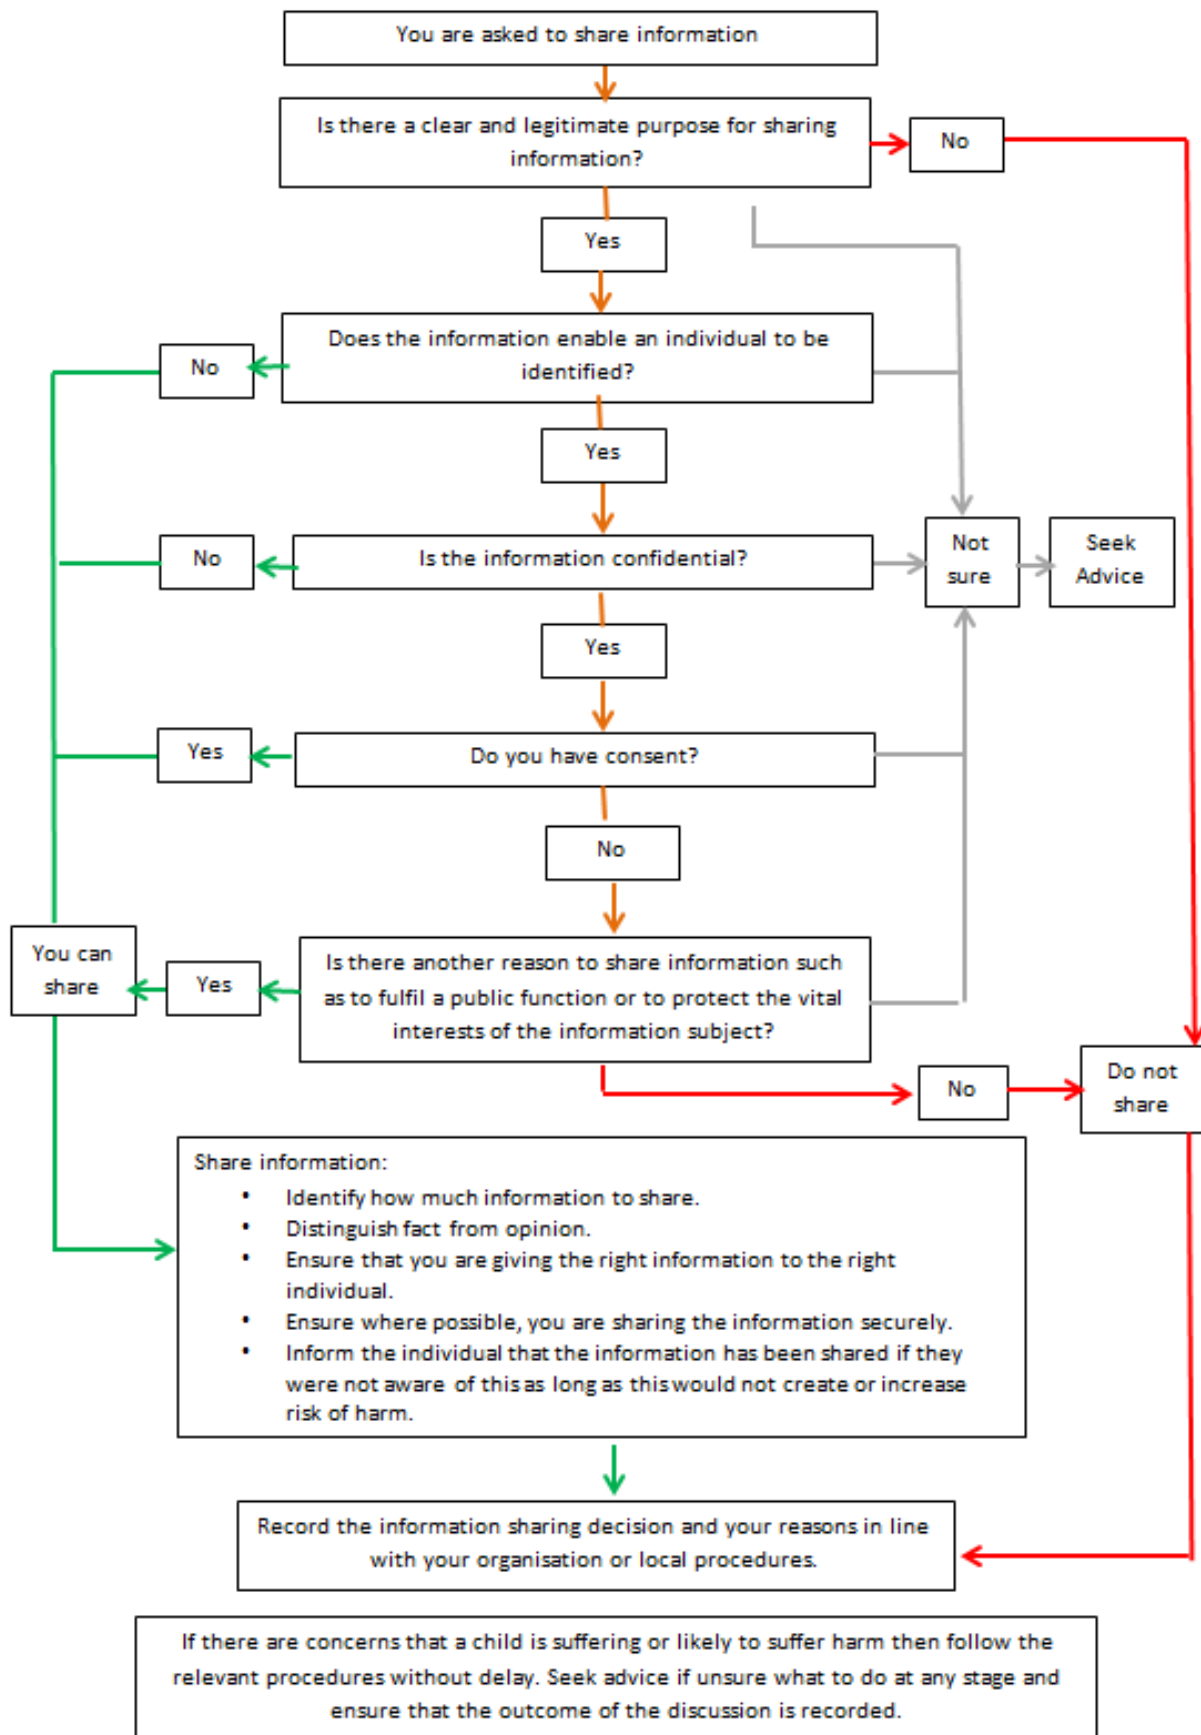 You are asked to share information
Is there a clear and legitimate purpose for sharing
information?
No
Yes
Does the information enable an individual to be
identified?
No
Yes
Is the information confidential?
No
Not
sure
Seek
Advice
Yes
Do you have consent?
Yes
No
You can
share
Yes
Is there another reason to share information such
as to fulfil a public function or to protect the vital
interests of the information subject?
No
Do not
share
Share information:
• Identify how much information to share.
• Distinguish fact from opinion.
• Ensure that you are giving the right information to the right
individual.
• Ensure where possible, you are sharing the information securely.
• Inform the individual that the information has been shared if they
were not aware of this as long as this would not create or increase
risk of harm.
Record the information sharing decision and your reasons in line
with your organisation or local procedures.
If there are concerns that a child is suffering or likely to suffer harm then follow the
relevant procedures without delay. Seek advice if unsure what to do at any stage and
ensure that the outcome of the discussion is recorded.